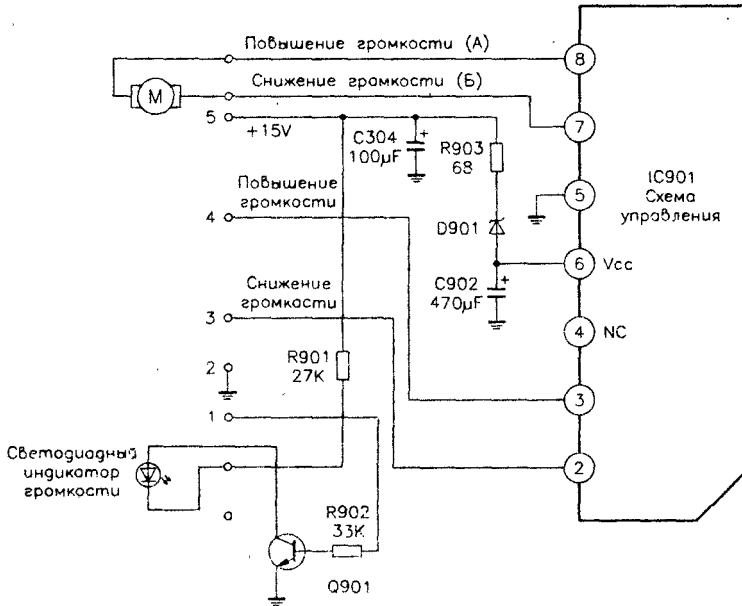 Повышение громкости (А)
8
М
Снижение громкости (Б)
5
+15V
7
C304
100µF
+
R903
68
IC901
Схема
управления
5
Повышение
громкости
4
D901
6
Vcc
Снижение
громкости
C902
470µF
+
3
4
NC
R901
27K
2
3
1
Светодиадный
индикатор
громкости
2
R902
33K
Q901